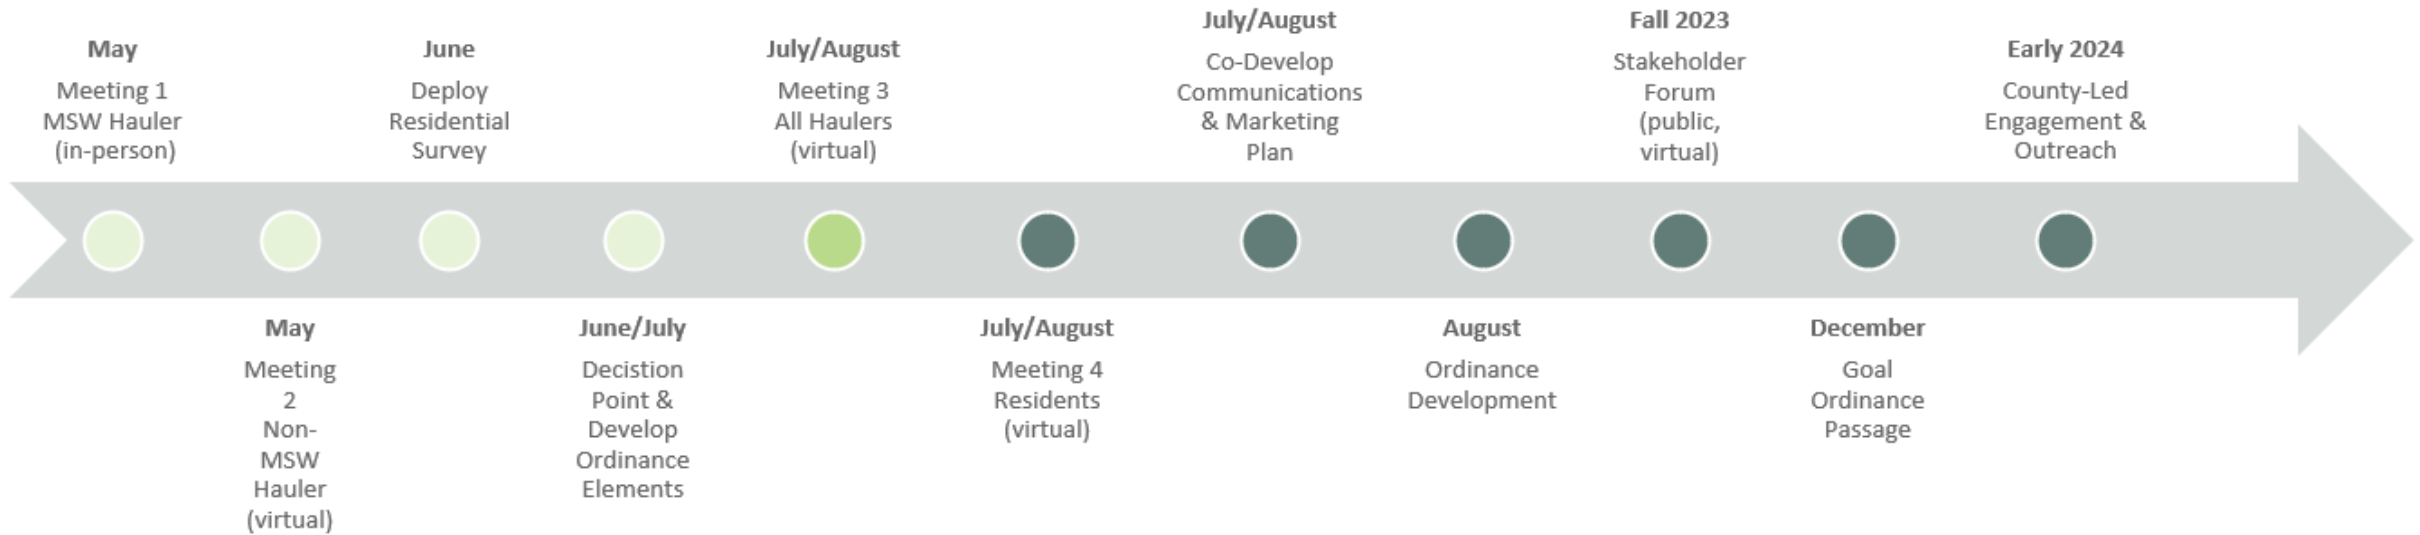 May
Meeting 1
MSW Hauler
(in-person)
May
Meeting
2
Non-
MSW
Hauler
(virtual)
June
Deploy
Residential
Survey
June/July
Decistion
Point &
Develop
Ordinance
Elements
July/August
Meeting 3
All Haulers
(virtual)
July/August
Meeting 4
Residents
(virtual)
July/August
Co-Develop
Communications
& Marketing
Plan
August
Ordinance
Development
Fall 2023
Stakeholder
Forum
(public,
virtual)
December
Goal
Ordinance
Passage
Early 2024
County-Led
Engagement &
Outreach